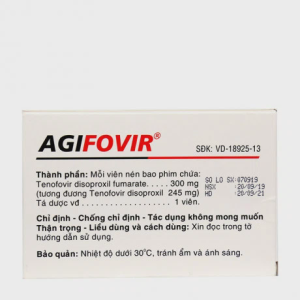 AGIFOVIR®
SĐK: VD-18925-13
Thành phần: Mỗi viên nén bao phim chứa:
Tenofovir disoproxil fumarate..... 300 mg
(tương đương Tenofovir disoproxil 245 mg)
Tá dược vđ ................................. 1 viên.
SO LO SX:070919
NSX :20/09/19
HD :20/09/21
Chỉ định - Chống chỉ định - Tác dụng không mong muốn
Thận trọng - Liều dùng và cách dùng: Xin đọc trong tờ
hướng dẫn sử dụng.
Bảo quản: Nhiệt độ dưới 30°C, tránh ẩm và ánh sáng.